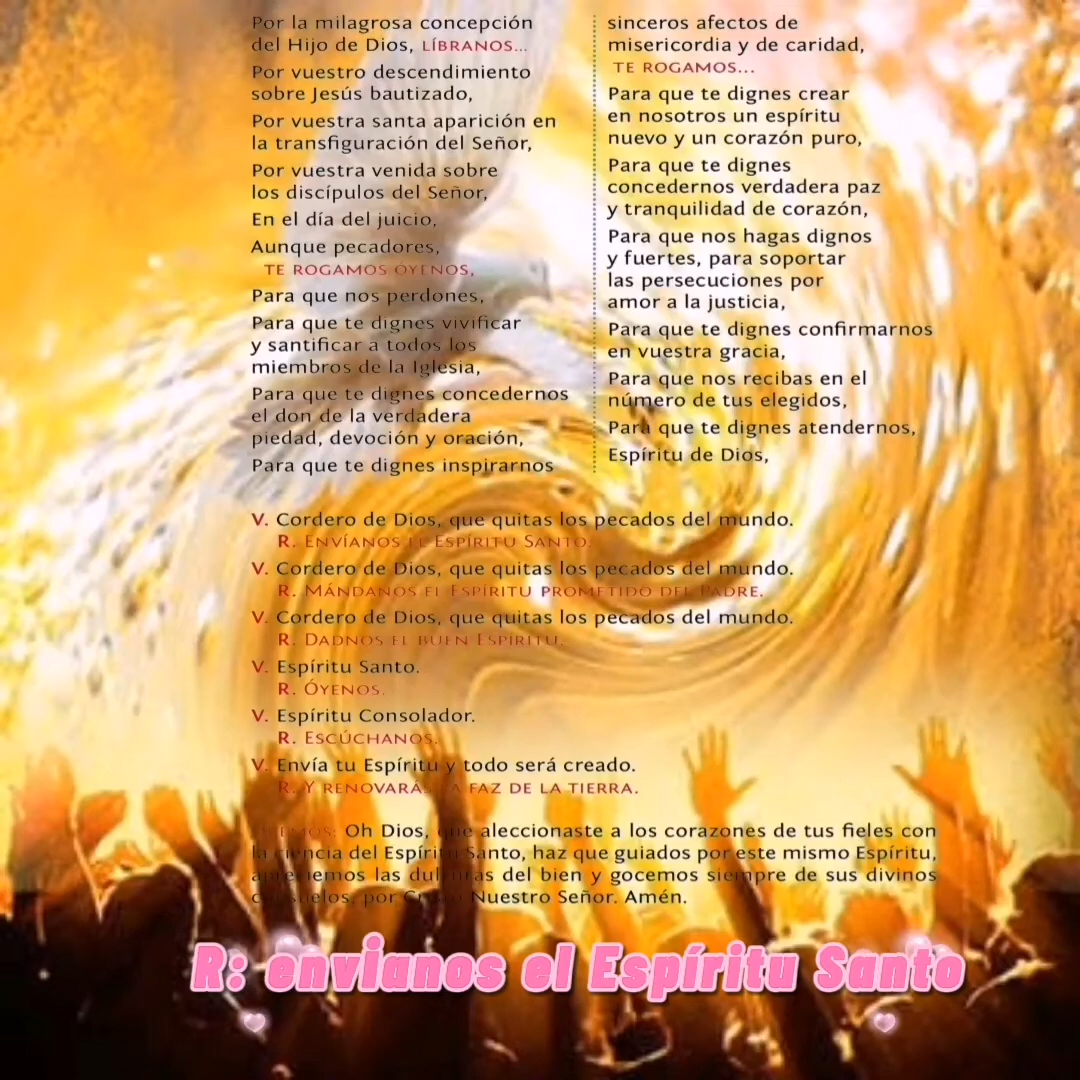 Por la milagrosa concepción
del Hijo de Dios, LÍBRANOS...
Por vuestro descendimiento
sobre Jesús bautizado,
Por vuestra santa aparición en
la transfiguración del Señor,
Por vuestra venida sobre
los discípulos del Señor,
En el día del juicio,
Aunque pecadores,
TE ROGAMOS ÓYENOS,
Para que nos perdones,
Para que te dignes vivificar
y santificar a todos los
miembros de la Iglesia,
Para que te dignes concedernos
el don de la verdadera
piedad, devoción y oración,
Para que te dignes inspirarnos
sinceros afectos de
misericordia y de caridad,
TE ROGAMOS...
Para que te dignes crear
en nosotros un espíritu
nuevo y un corazón puro,
Para que te dignes
concedernos verdadera paz
y tranquilidad de corazón,
Para que nos hagas dignos
y fuertes, para soportar
las persecuciones por
amor a la justicia,
Para que te dignes confirmarnos
en vuestra gracia,
Para que nos recibas en el
número de tus elegidos,
Para que te dignes atendernos,
Espíritu de Dios,
V. Cordero de Dios, que quitas los pecados del mundo.
R. ENVÍANOS EL ESPÍRITU SANTO.
V. Cordero de Dios, que quitas los pecados del mundo.
R. MÁNDANOS EL ESPÍRITU PROMETIDO DEL PADRE.
V. Cordero de Dios, que quitas los pecados del mundo.
R. DADNOS EL BUEN ESPÍRITU.
V. Espíritu Santo.
R. ÓYENOS.
V. Espíritu Consolador.
R. ESCÚCHANOS.
V. Envía tu Espíritu y todo será creado.
R. Y RENOVARÁS LA FAZ DE LA TIERRA.
Oh Dios, que aleccionaste a los corazones de tus fieles con
la ciencia del Espíritu Santo, haz que guiados por este mismo Espíritu,
apreciemos las dulzuras del bien y gocemos siempre de sus divinos
consuelos, por Cristo Nuestro Señor. Amén.
R: envianos el Espíritu Santo